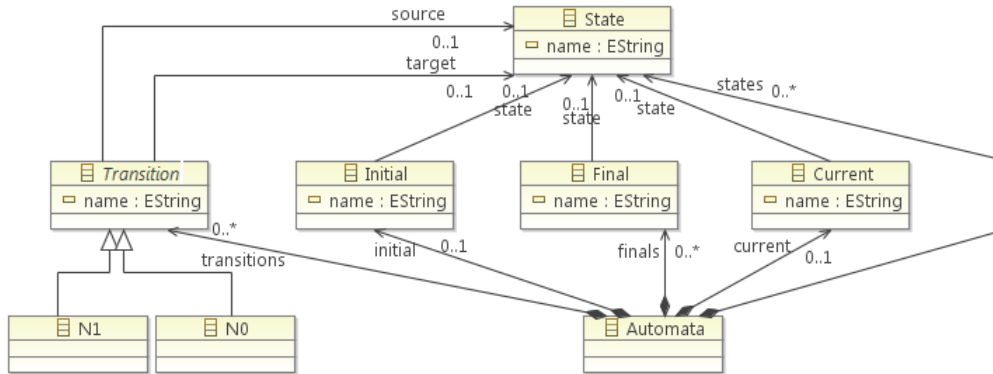 source
State
0..1
name : EString
target
0..1
0..1
state
0..1
state
0..1
state
states
0..*
Transition
Initial
Final
Current
name : EString
name : EString
name : EString
name : EString
0..*
transitions
initial
0..1
finals
0..*
current
0..1
N1
N0
Automata